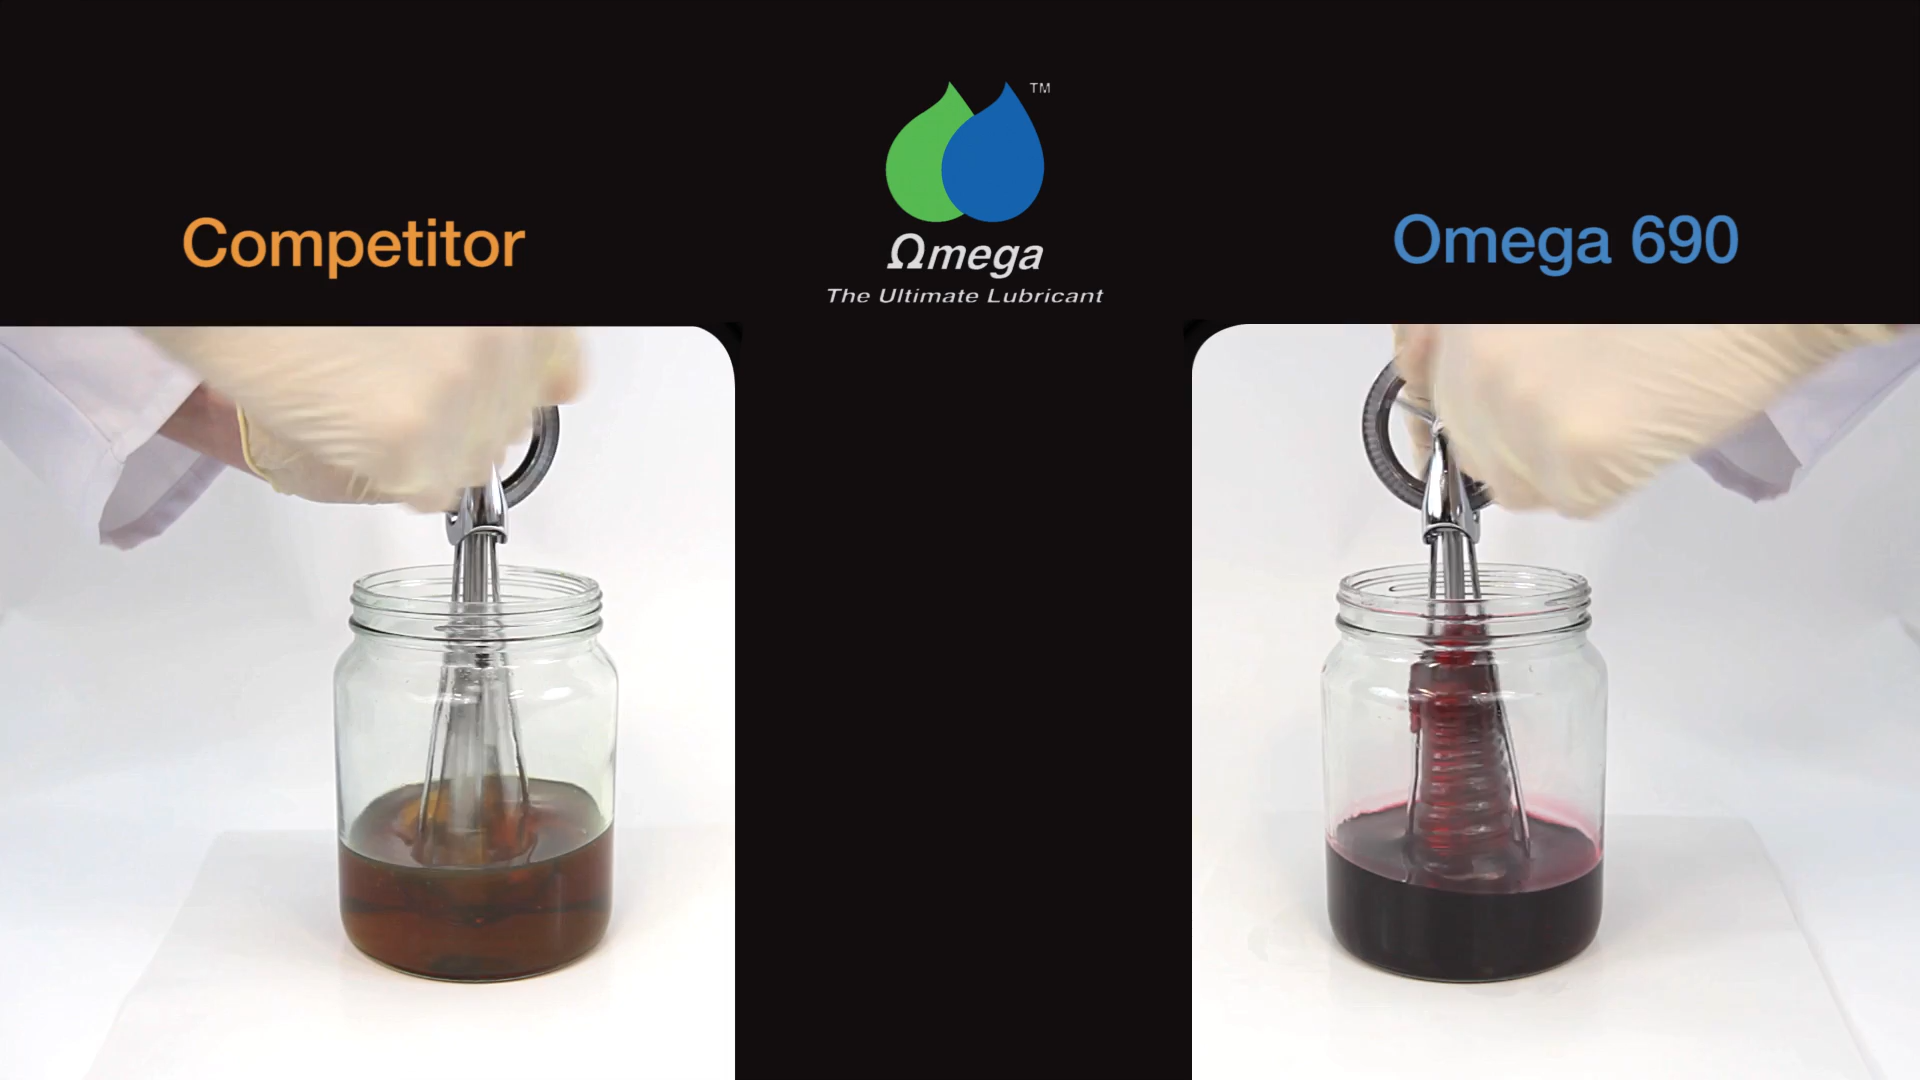 Competitor
TM
Ωmega
The Ultimate Lubricant
Omega 690